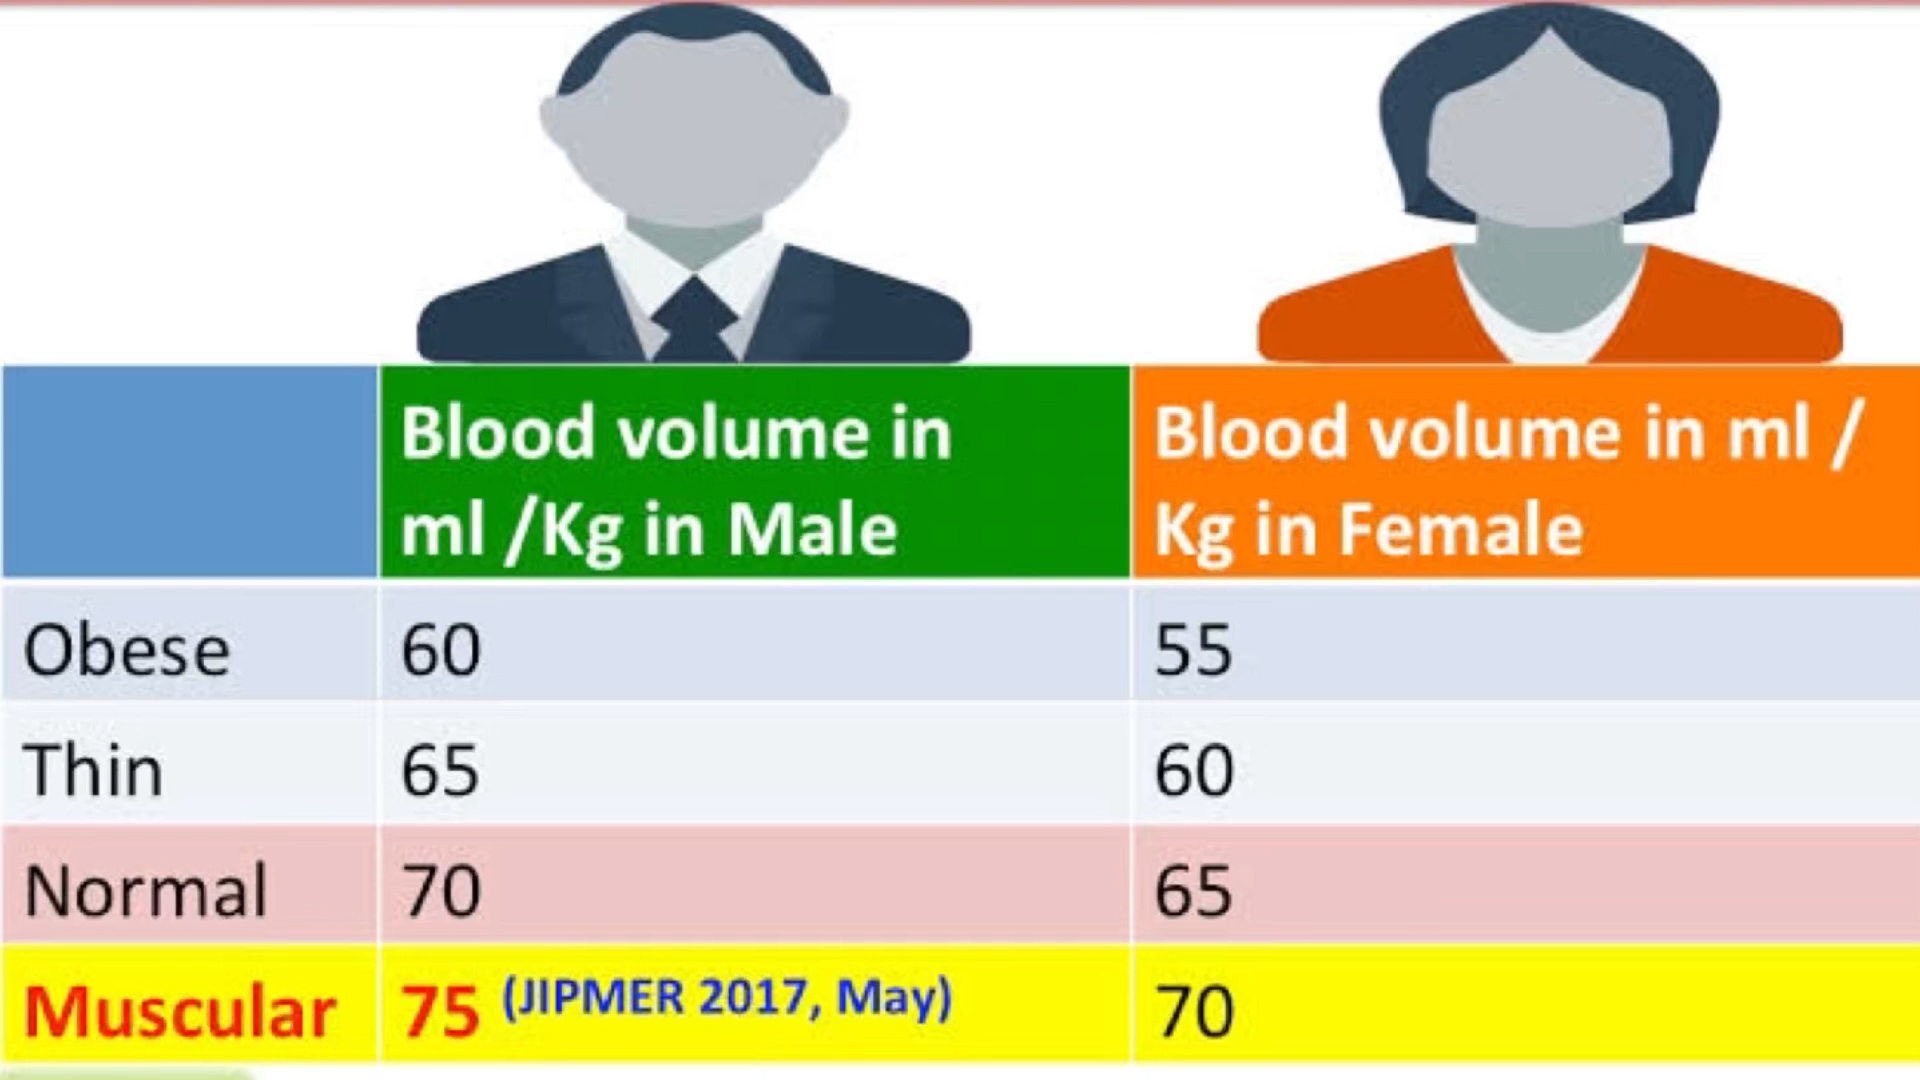 Blood volume in
ml /Kg in Male
Blood volume in ml /
Kg in Female
Obese 60 55
Thin 65 60
Normal 70 65
Muscular 75 (JIPMER 2017, May) 70